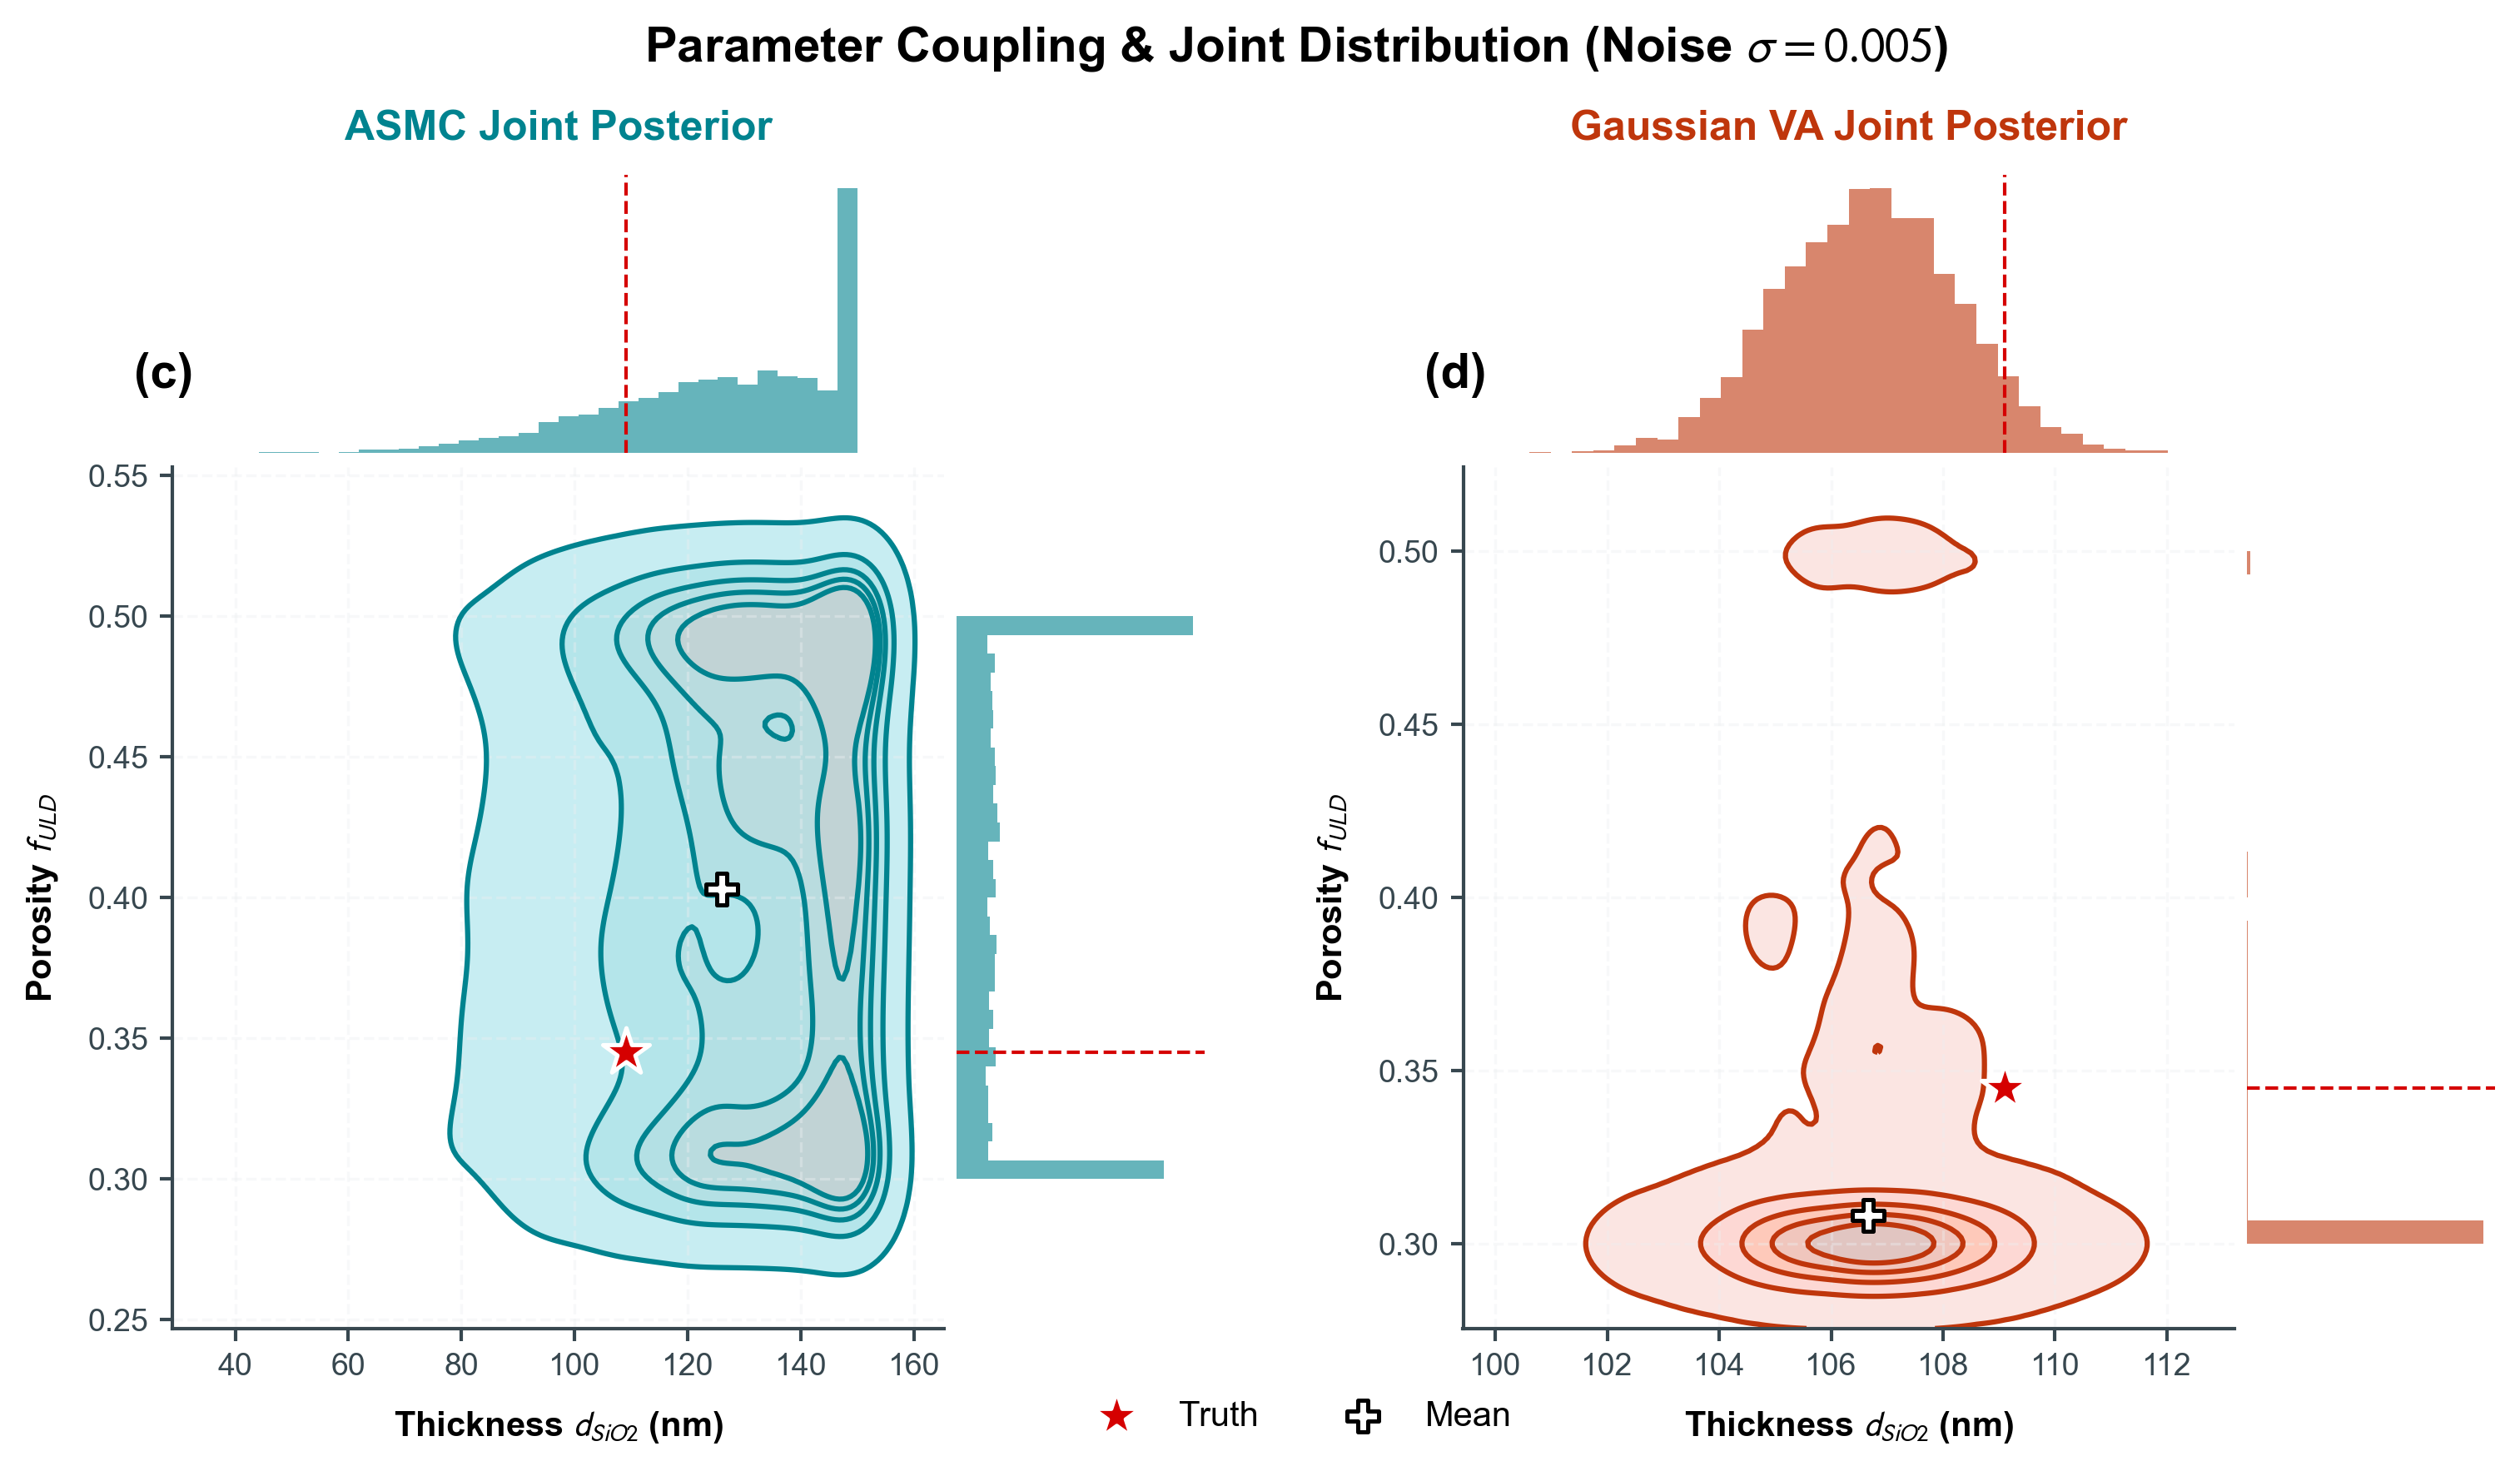 Parameter Coupling & Joint Distribution (Noise σ = 0.005)
ASMC Joint Posterior
Gaussian VA Joint Posterior
(c)
(d)
0.55
0.50
0.45
0.40
0.35
0.30
0.25
Porosity f_ULD
40 60 80 100 120 140 160
Thickness d_SiO2 (nm)
0.50
0.45
0.40
0.35
0.30
Porosity f_ULD
100 102 104 106 108 110 112
Thickness d_SiO2 (nm)
Truth Mean